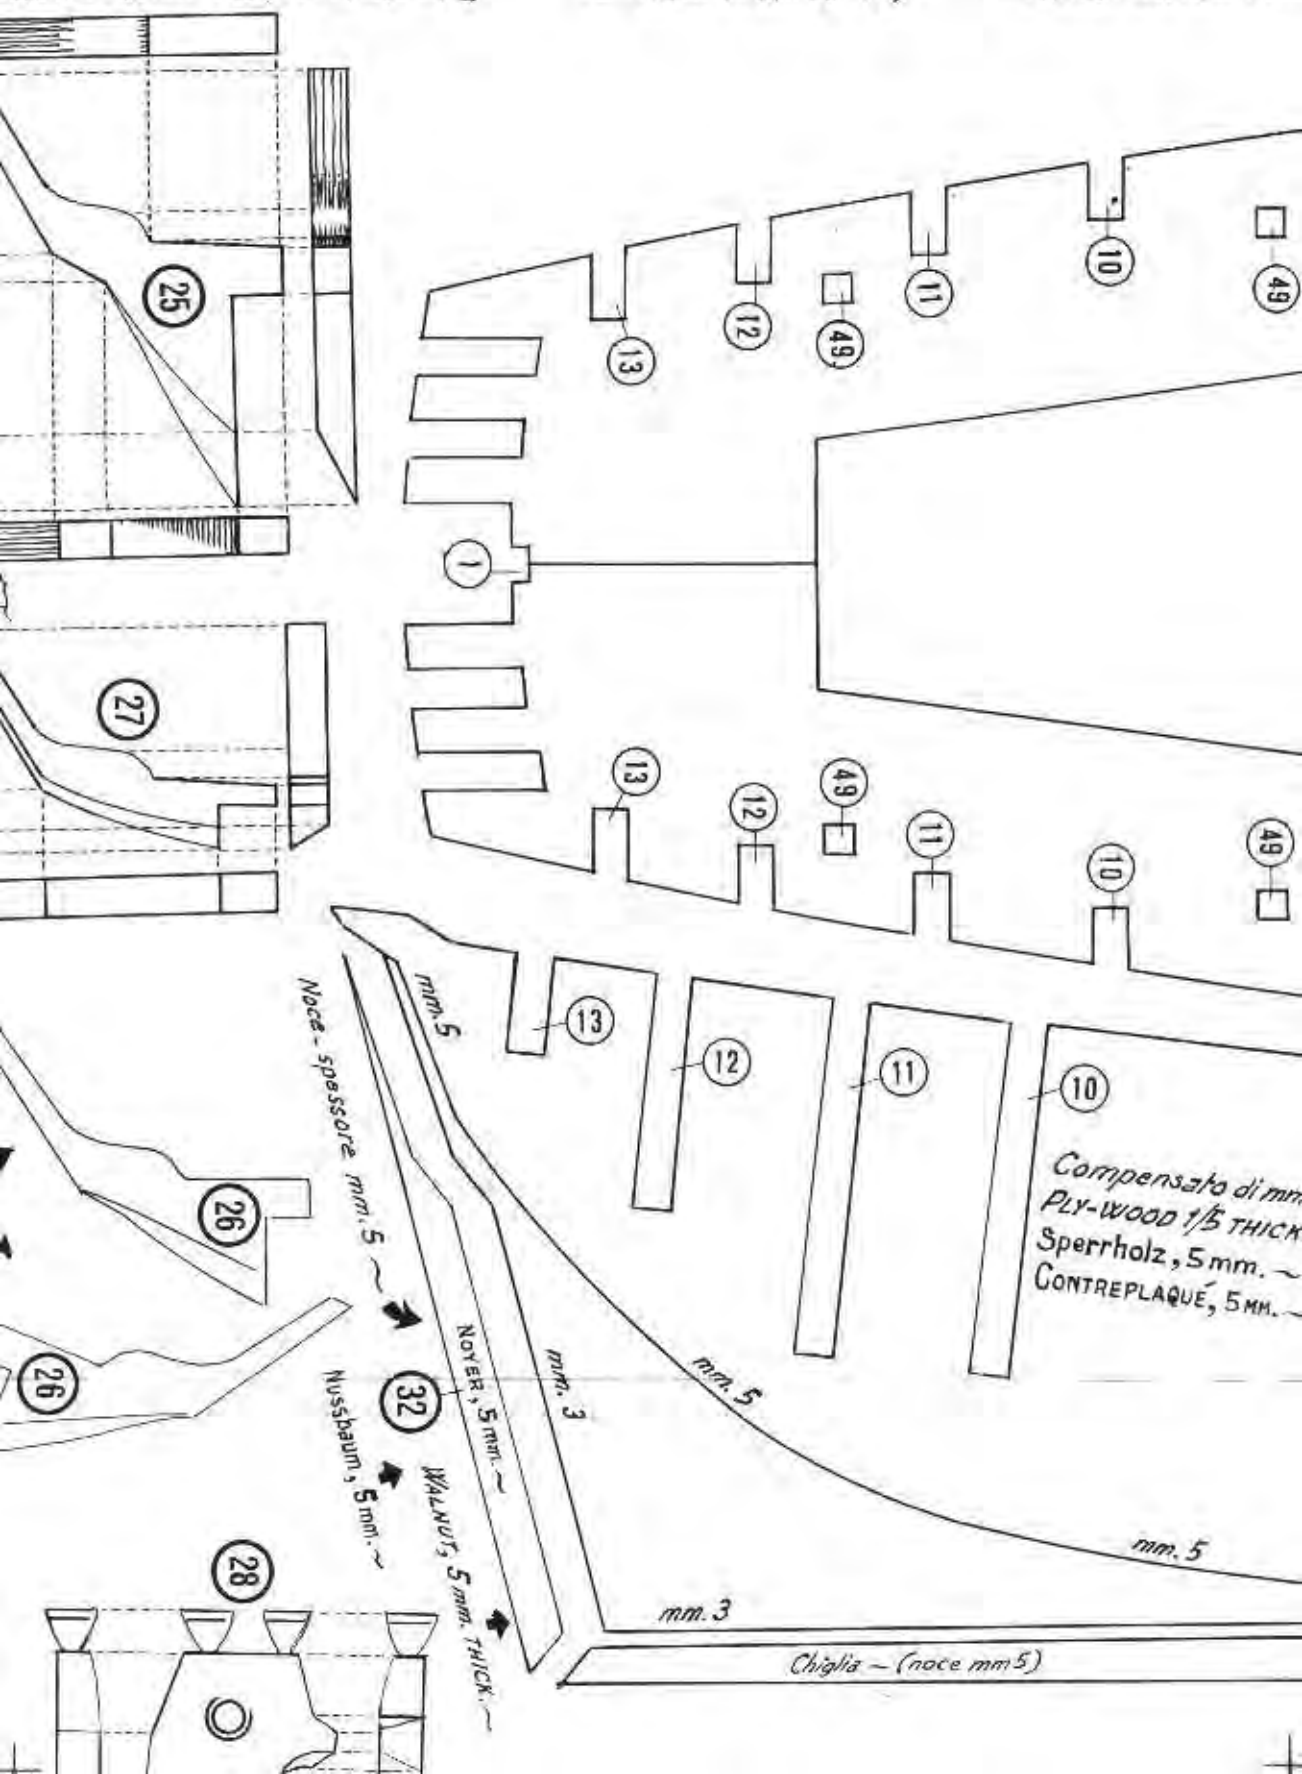 25
13
12
49
11
10
49
1
27
13
12
49
11
10
49
mm. 5
13
12
11
10
Noce - spessore mm. 5 ~
Compensato di mm.
PLY-WOOD 1/5 THICK
Sperrholz, 5 mm. ~
CONTREPLAQUÉ, 5 MM. ~
26
26
32
NOYER, 5 mm. ~
mm. 3
mm. 5
Nussbaum, 5 mm. ~
WALNUT, 5 mm. THICK. ~
28
mm. 5
mm. 3
Chiglia ~ (noce mm 5)